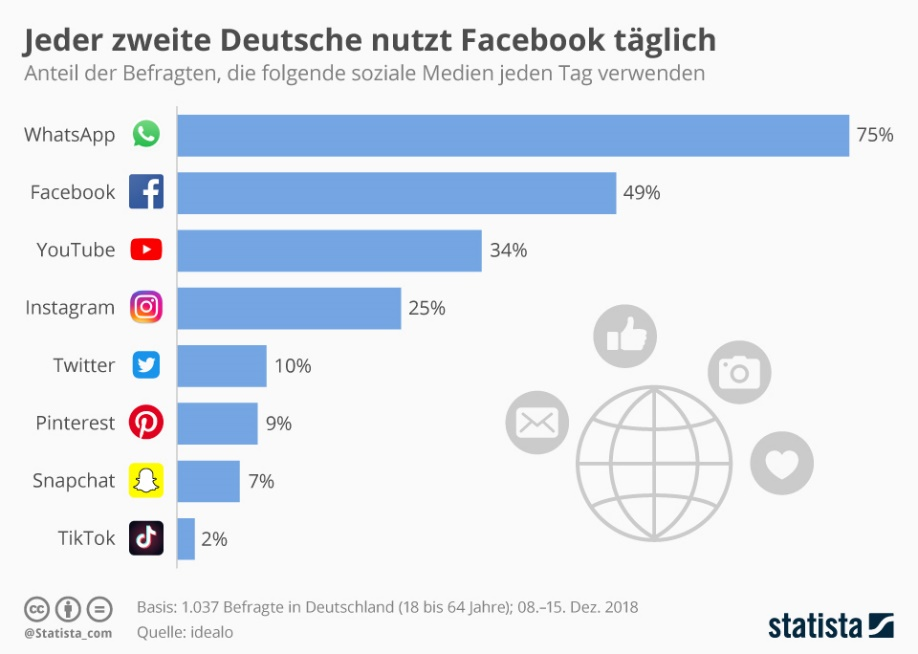 Jeder zweite Deutsche nutzt Facebook täglich
Anteil der Befragten, die folgende soziale Medien jeden Tag verwenden
WhatsApp 75%
Facebook 49%
YouTube 34%
Instagram 25%
Twitter 10%
Pinterest 9%
Snapchat 7%
TikTok 2%
Basis: 1.037 Befragte in Deutschland (18 bis 64 Jahre); 08.–15. Dez. 2018
@Statista_com Quelle: idealo
statista